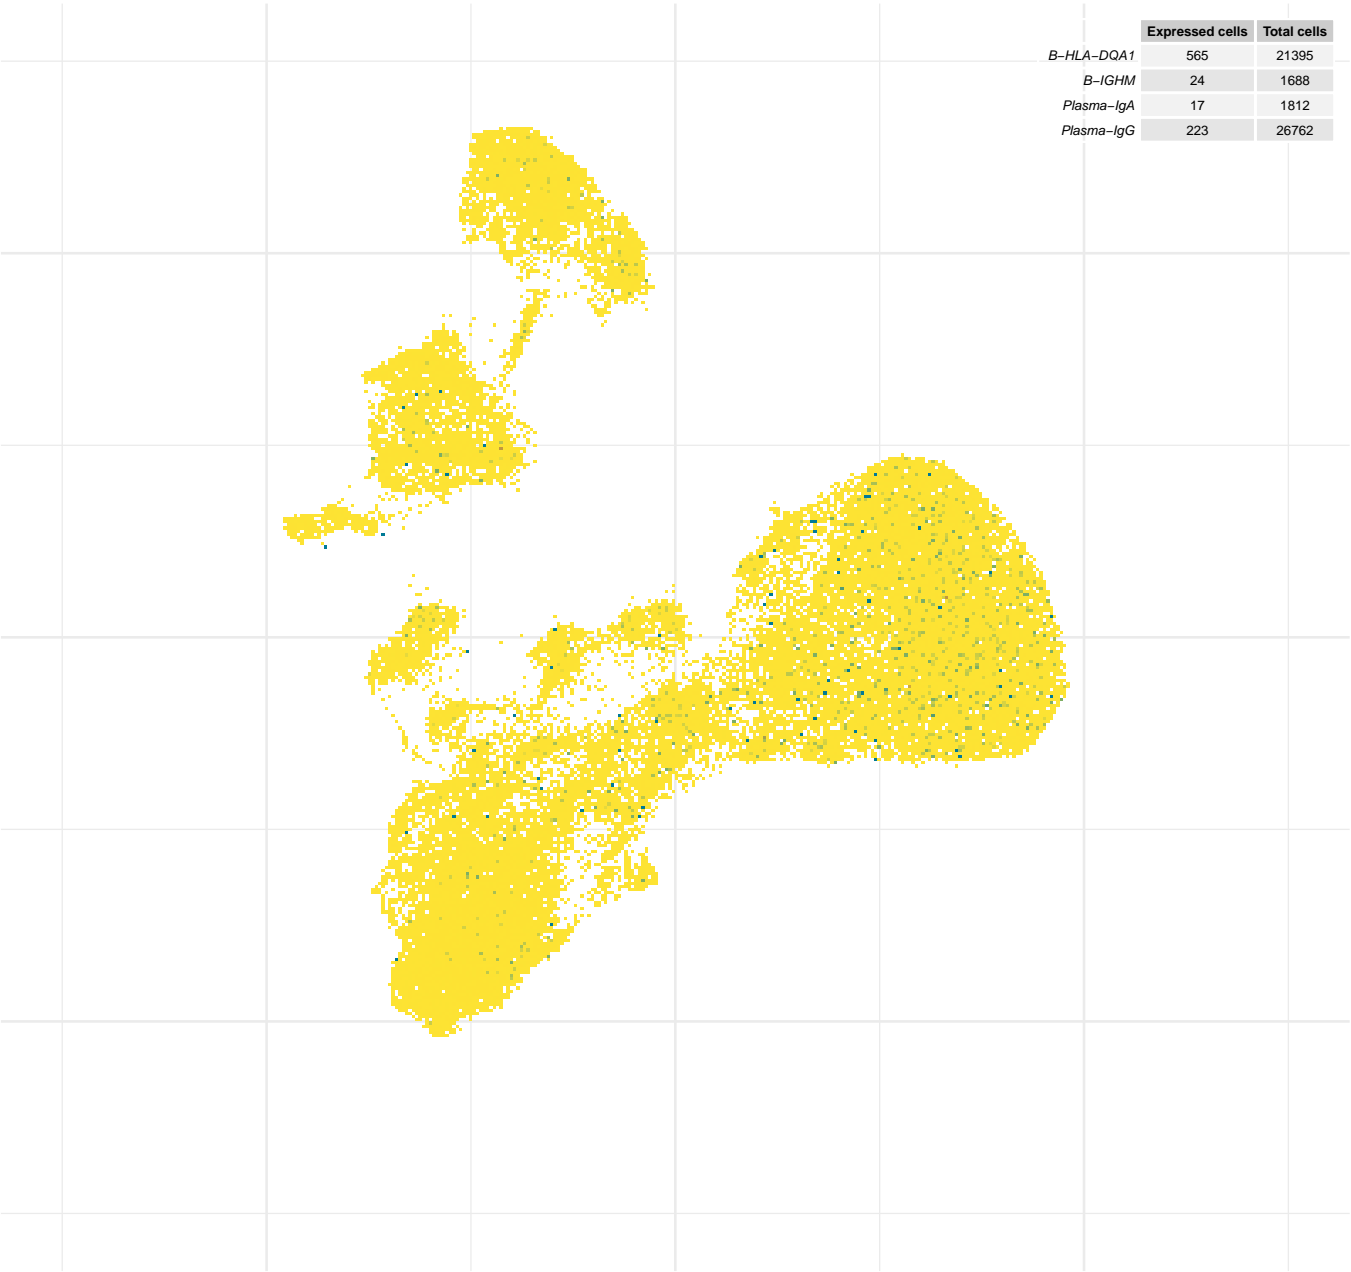 Expressed cells Total cells
B−HLA−DQA1 565 21395
B−IGHM 24 1688
Plasma−IgA 17 1812
Plasma−IgG 223 26762